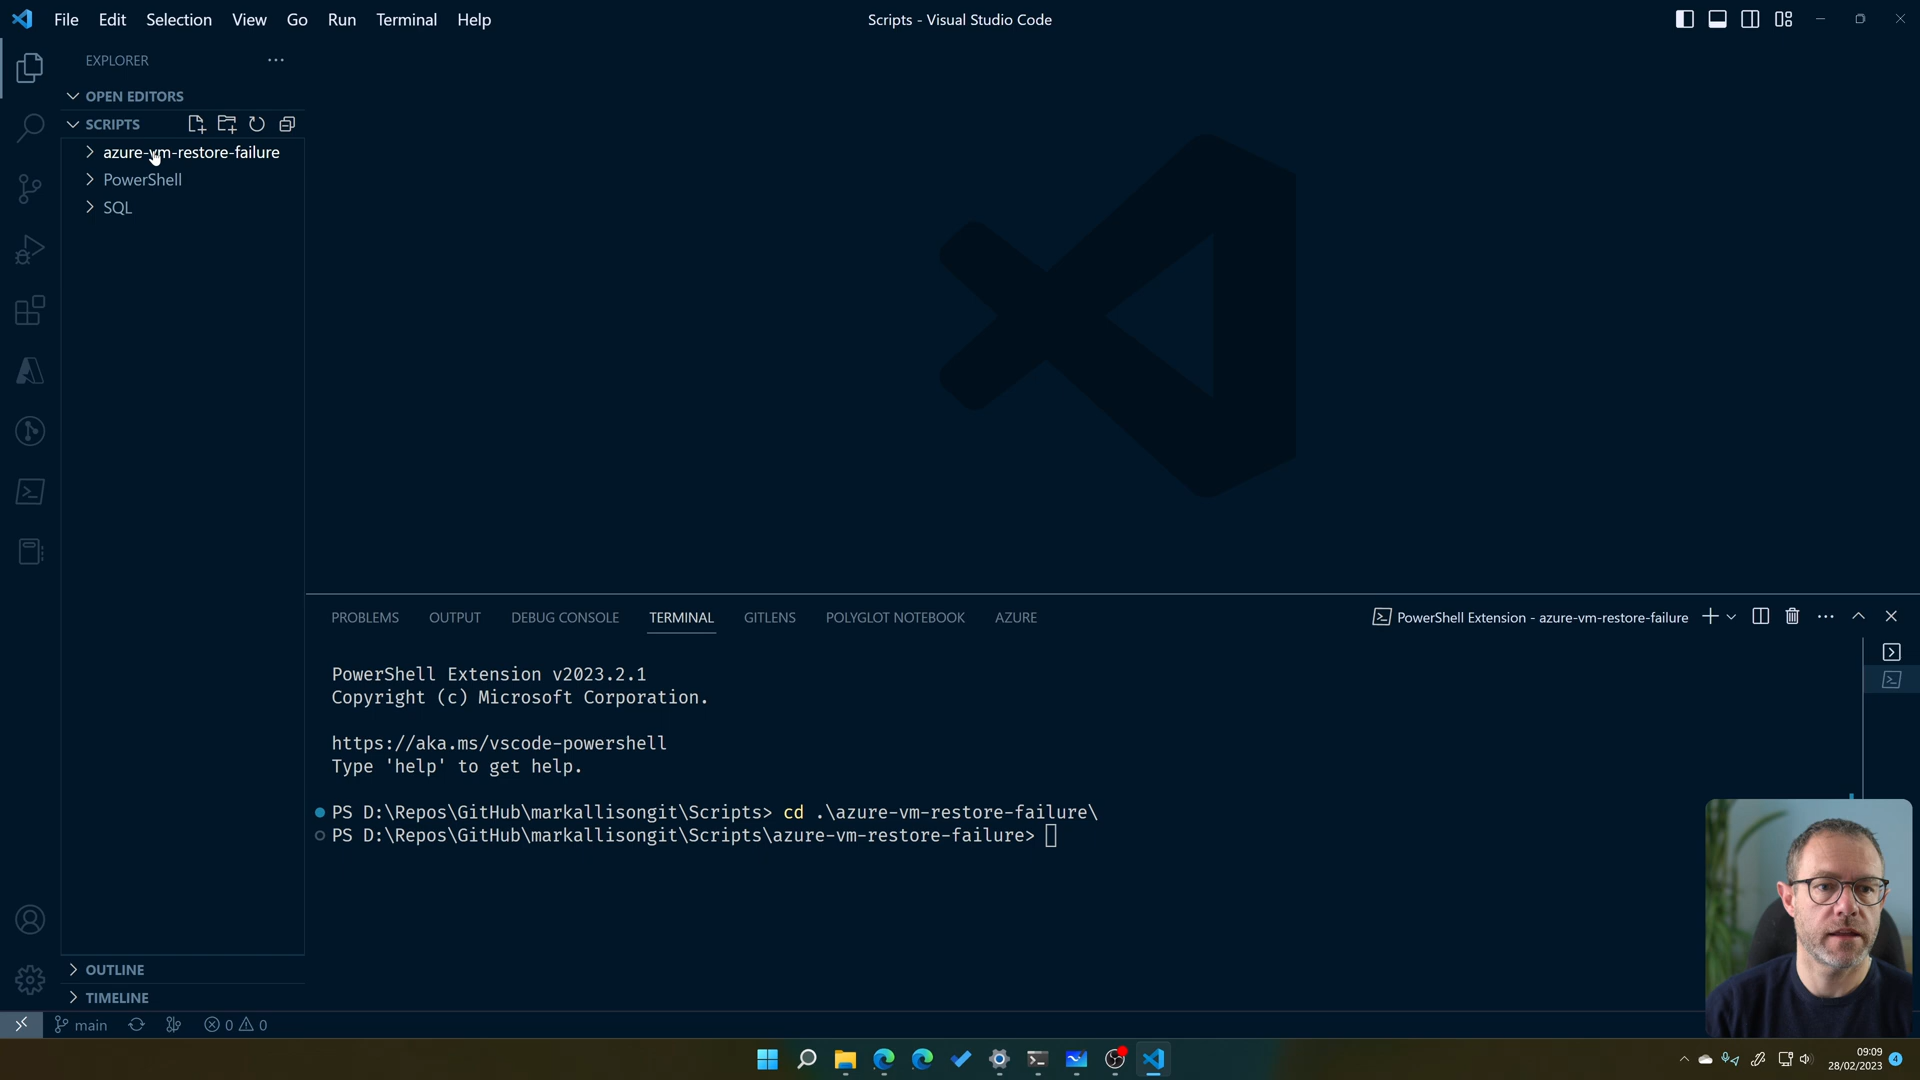 File Edit Selection View Go Run Terminal Help
Scripts - Visual Studio Code
EXPLORER
OPEN EDITORS
SCRIPTS
azure-vm-restore-failure
PowerShell
SQL
OUTLINE
TIMELINE
PROBLEMS OUTPUT DEBUG CONSOLE TERMINAL GITLENS POLYGLOT NOTEBOOK AZURE
PowerShell Extension - azure-vm-restore-failure
PowerShell Extension v2023.2.1
Copyright (c) Microsoft Corporation.
https://aka.ms/vscode-powershell
Type 'help' to get help.
PS D:\Repos\GitHub\markallisongit\Scripts> cd .\azure-vm-restore-failure\
PS D:\Repos\GitHub\markallisongit\Scripts\azure-vm-restore-failure>
main 0 0
09:09
28/02/2023
4